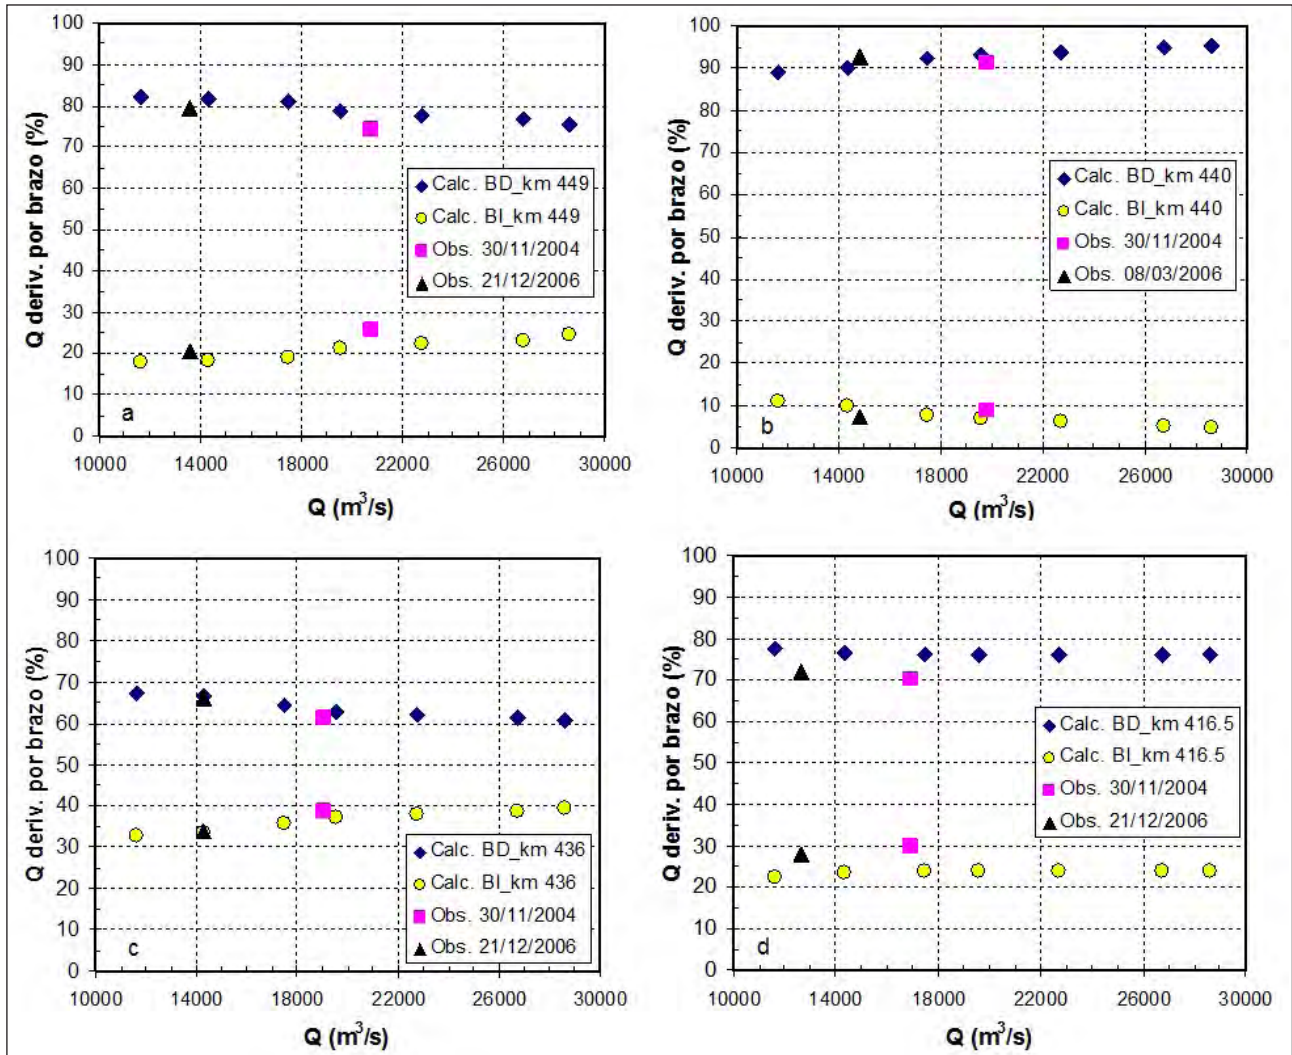 Q deriv. por brazo (%)
100
90
80
70
60
50
40
30
20
10
0
Calc. BD_km 449
Calc. BI_km 449
Obs. 30/11/2004
Obs. 21/12/2006
a
10000 14000 18000 22000 26000 30000
Q (m³/s)
Q deriv. por brazo (%)
100
90
80
70
60
50
40
30
20
10
0
Calc. BD_km 440
Calc. BI_km 440
Obs. 30/11/2004
Obs. 08/03/2006
b
10000 14000 18000 22000 26000 30000
Q (m³/s)
Q deriv. por brazo (%)
100
90
80
70
60
50
40
30
20
10
0
Calc. BD_km 436
Calc. BI_km 436
Obs. 30/11/2004
Obs. 21/12/2006
c
10000 14000 18000 22000 26000 30000
Q (m³/s)
Q deriv. por brazo (%)
100
90
80
70
60
50
40
30
20
10
0
Calc. BD_km 416.5
Calc. BI_km 416.5
Obs. 30/11/2004
Obs. 21/12/2006
d
10000 14000 18000 22000 26000 30000
Q (m³/s)